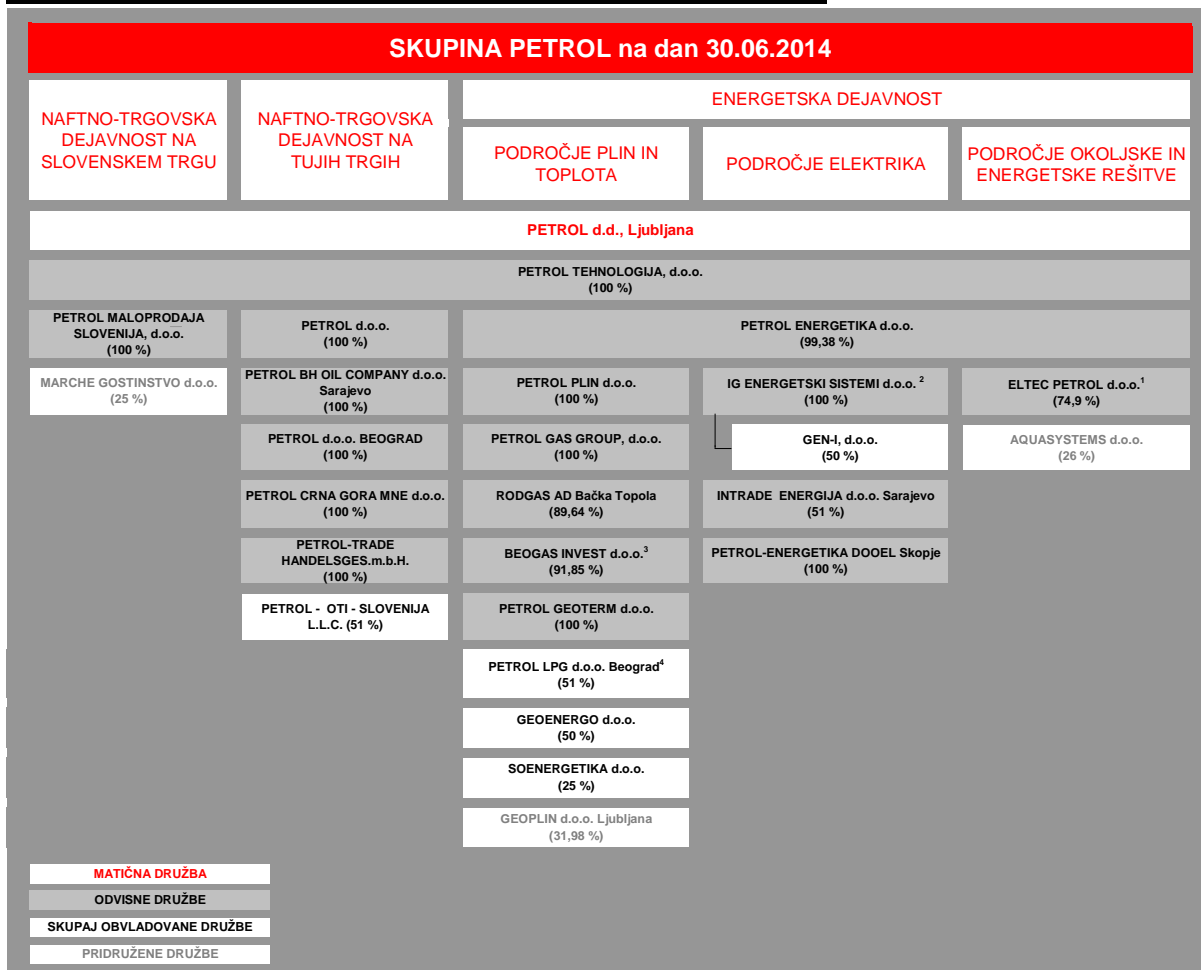 SKUPINA PETROL na dan 30.06.2014
NAFTNO-TRGOVSKA
DEJAVNOST NA
SLOVENSKEM TRGU
NAFTNO-TRGOVSKA
DEJAVNOST NA
TUJIH TRGIH
ENERGETSKA DEJAVNOST
PODROČJE PLIN IN
TOPLOTA
PODROČJE ELEKTRIKA
PODROČJE OKOLJSKE IN
ENERGETSKE REŠITVE
PETROL d.d., Ljubljana
PETROL TEHNOLOGIJA, d.o.o.
(100 %)
PETROL MALOPRODAJA
SLOVENIJA, d.o.o.
(100 %)
PETROL d.o.o.
(100 %)
PETROL ENERGETIKA d.o.o.
(99,38 %)
MARCHE GOSTINSTVO d.o.o.
(25 %)
PETROL BH OIL COMPANY d.o.o.
Sarajevo
(100 %)
PETROL PLIN d.o.o.
(100 %)
IG ENERGETSKI SISTEMI d.o.o. ²
(100 %)
ELTEC PETROL d.o.o.¹
(74,9 %)
PETROL d.o.o. BEOGRAD
(100 %)
PETROL GAS GROUP, d.o.o.
(100 %)
GEN-I, d.o.o.
(50 %)
AQUASYSTEMS d.o.o.
(26 %)
PETROL CRNA GORA MNE d.o.o.
(100 %)
RODGAS AD Bačka Topola
(89,64 %)
INTRADE ENERGIJA d.o.o. Sarajevo
(51 %)
PETROL-TRADE
HANDELSGES.m.b.H.
(100 %)
BEOGAS INVEST d.o.o.³
(91,85 %)
PETROL-ENERGETIKA DOOEL Skopje
(100 %)
PETROL - OTI - SLOVENIJA
L.L.C. (51 %)
PETROL GEOTERM d.o.o.
(100 %)
PETROL LPG d.o.o. Beograd⁴
(51 %)
GEOENERGO d.o.o.
(50 %)
SOENERGETIKA d.o.o.
(25 %)
GEOPLIN d.o.o. Ljubljana
(31,98 %)
MATIČNA DRUŽBA
ODVISNE DRUŽBE
SKUPAJ OBVLADOVANE DRUŽBE
PRIDRUŽENE DRUŽBE